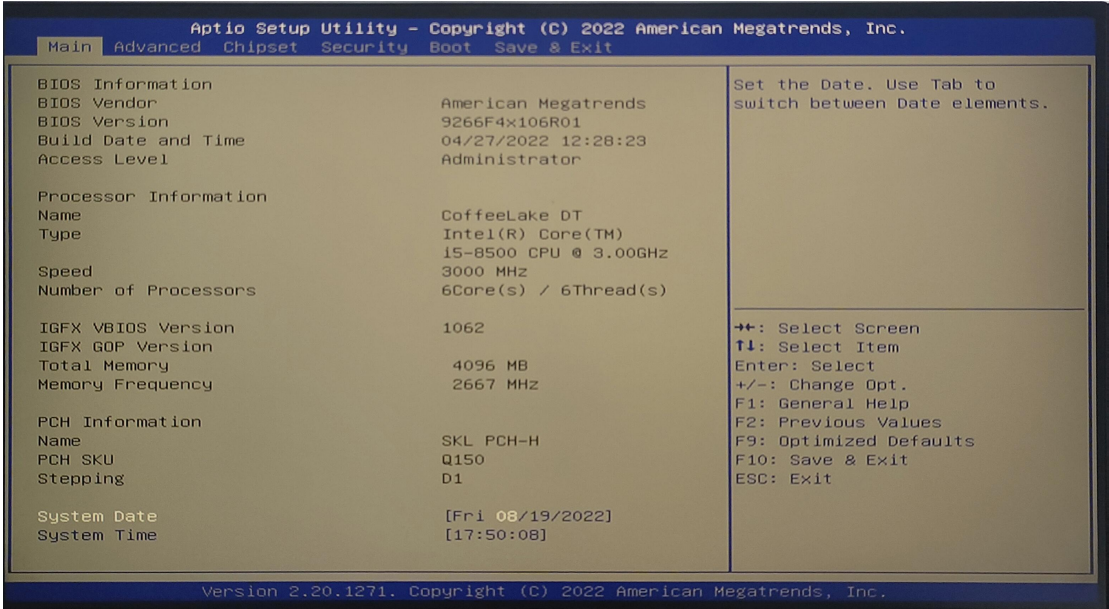 Aptio Setup Utility – Copyright (C) 2022 American Megatrends, Inc.
Main Advanced Chipset Security Boot Save & Exit
BIOS Information
BIOS Vendor American Megatrends
BIOS Version 9266F4x106R01
Build Date and Time 04/27/2022 12:28:23
Access Level Administrator
Processor Information
Name CoffeeLake DT
Type Intel(R) Core(TM)
i5-8500 CPU @ 3.00GHz
Speed 3000 MHz
Number of Processors 6Core(s) / 6Thread(s)
IGFX VBIOS Version 1062
IGFX GOP Version
Total Memory 4096 MB
Memory Frequency 2667 MHz
PCH Information
Name SKL PCH-H
PCH SKU Q150
Stepping D1
System Date [Fri 08/19/2022]
System Time [17:50:08]
Set the Date. Use Tab to
switch between Date elements.
→←: Select Screen
↑↓: Select Item
Enter: Select
+/-: Change Opt.
F1: General Help
F2: Previous Values
F9: Optimized Defaults
F10: Save & Exit
ESC: Exit
Version 2.20.1271. Copyright (C) 2022 American Megatrends, Inc.